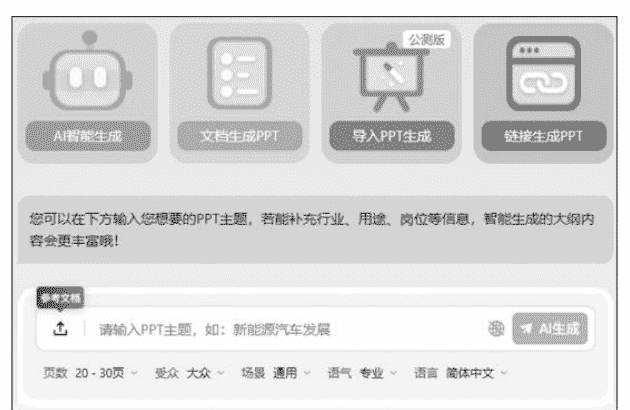 公测版
AI智能生成
文档生成PPT
导入PPT生成
链接生成PPT
您可以在下方输入您想要的PPT主题，若能补充行业、用途、岗位等信息，智能生成的大纲内
容会更丰富哦！
参考文档
请输入PPT主题，如：新能源汽车发展
AI生成
页数 20 - 30页 受众 大众 场景 通用 语气 专业 语言 简体中文